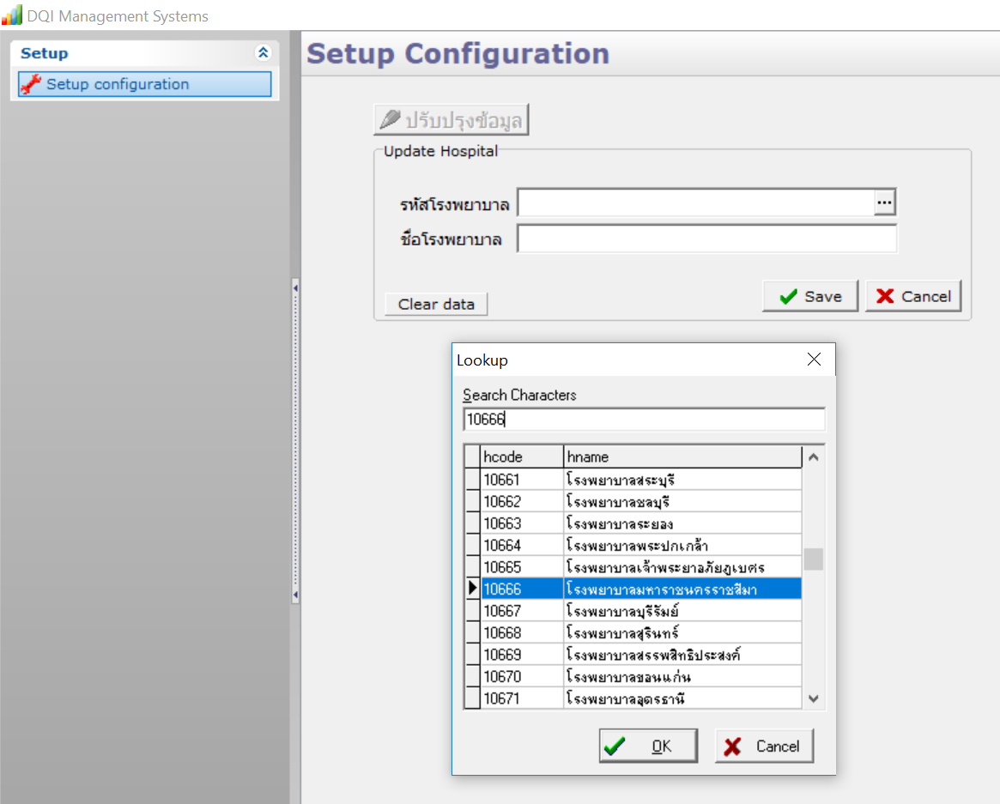 DQI Management Systems
Setup
Setup configuration
Setup Configuration
ปรับปรุงข้อมูล
Update Hospital
รหัสโรงพยาบาล
...
ชื่อโรงพยาบาล
Clear data
Save
Cancel
Lookup
Search Characters
10666
hcode hname
10661 โรงพยาบาลสระบุรี
10662 โรงพยาบาลชลบุรี
10663 โรงพยาบาลระยอง
10664 โรงพยาบาลพระปกเกล้า
10665 โรงพยาบาลเจ้าพระยาอภัยภูเบศร
10666 โรงพยาบาลมหาราชนครราชสีมา
10667 โรงพยาบาลบุรีรัมย์
10668 โรงพยาบาลสุรินทร์
10669 โรงพยาบาลสรรพสิทธิประสงค์
10670 โรงพยาบาลขอนแก่น
10671 โรงพยาบาลอุดรธานี
OK
Cancel